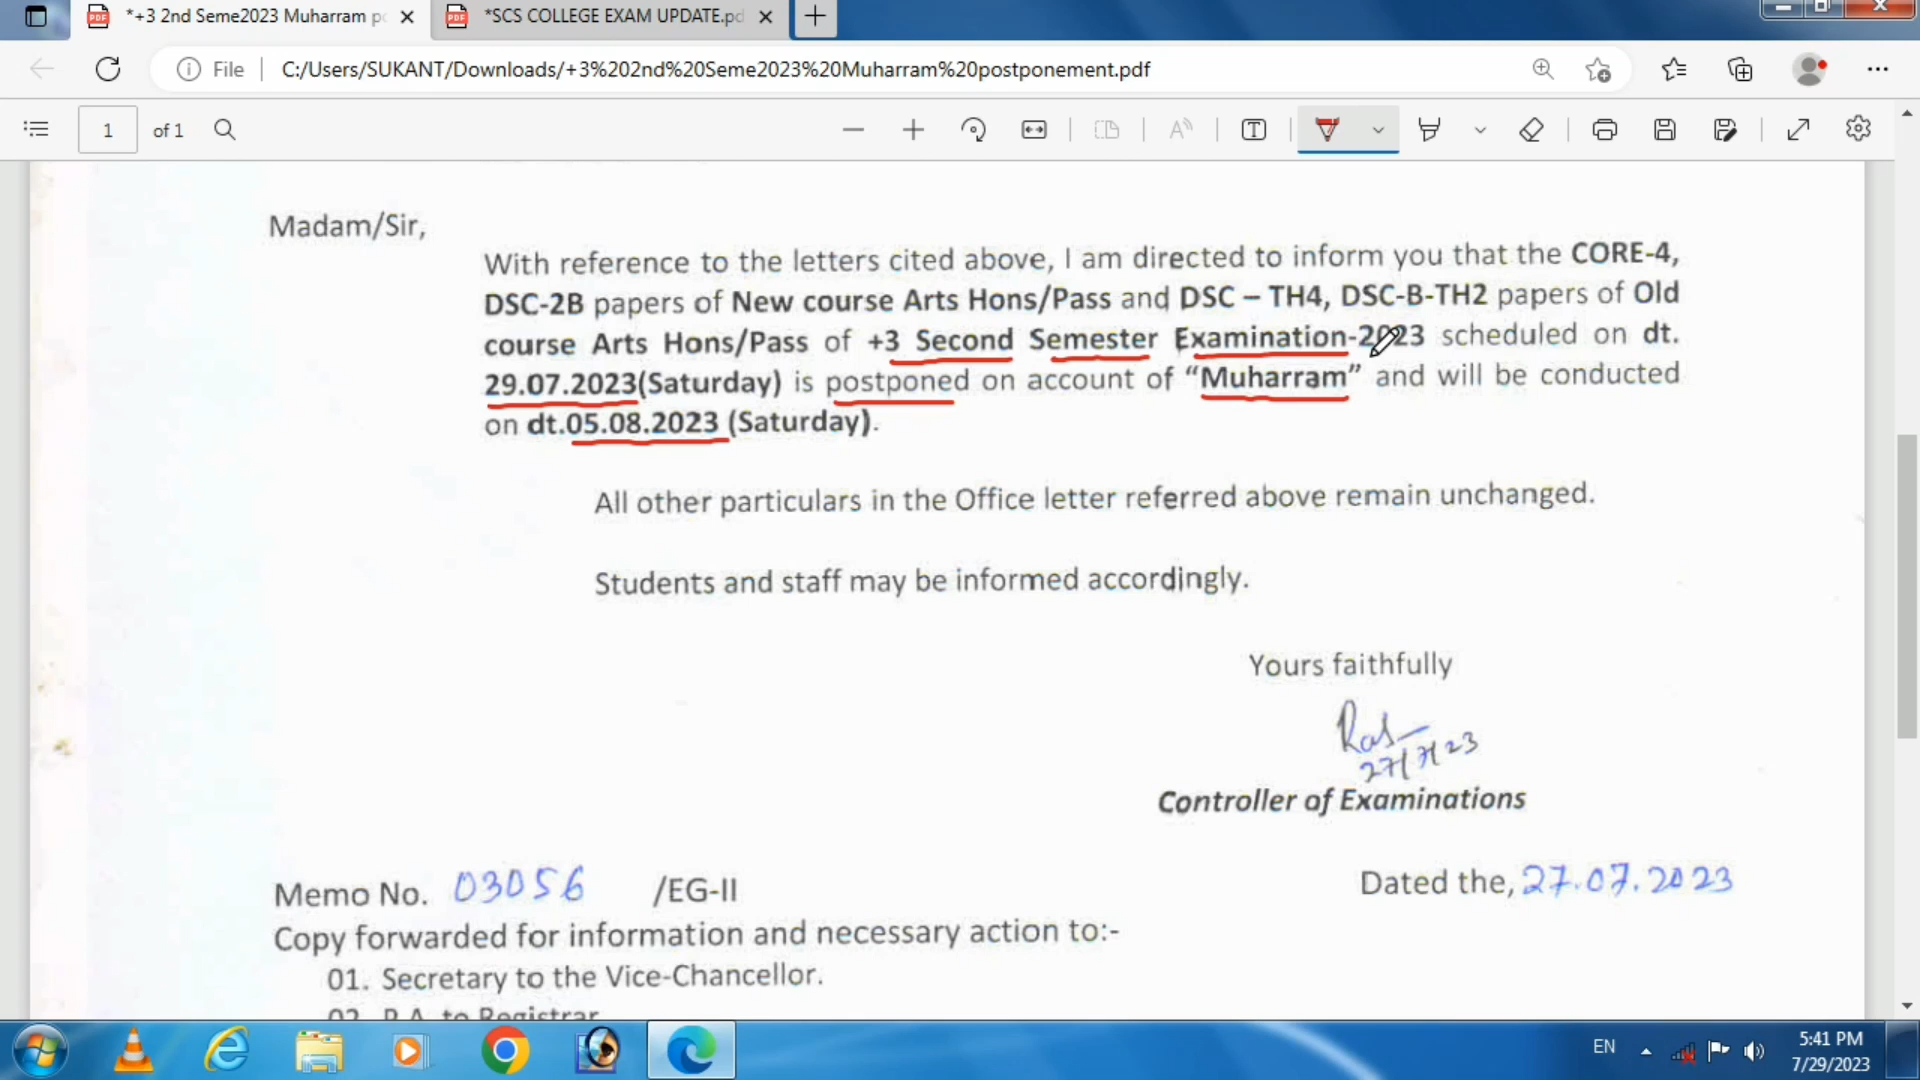 *+3 2nd Seme2023 Muharram po
*SCS COLLEGE EXAM UPDATE.pd
File
C:/Users/SUKANT/Downloads/+3%202nd%20Seme2023%20Muharram%20postponement.pdf
1 of 1
Madam/Sir,
With reference to the letters cited above, I am directed to inform you that the CORE-4,
DSC-2B papers of New course Arts Hons/Pass and DSC – TH4, DSC-B-TH2 papers of Old
course Arts Hons/Pass of +3 Second Semester Examination-2023 scheduled on dt.
29.07.2023(Saturday) is postponed on account of “Muharram” and will be conducted
on dt.05.08.2023 (Saturday).
All other particulars in the Office letter referred above remain unchanged.
Students and staff may be informed accordingly.
Yours faithfully
27/7/23
Controller of Examinations
Memo No. 03056 /EG-II
Dated the, 27.07.2023
Copy forwarded for information and necessary action to:-
01. Secretary to the Vice-Chancellor.
02. P.A. to Registrar
EN
5:41 PM
7/29/2023